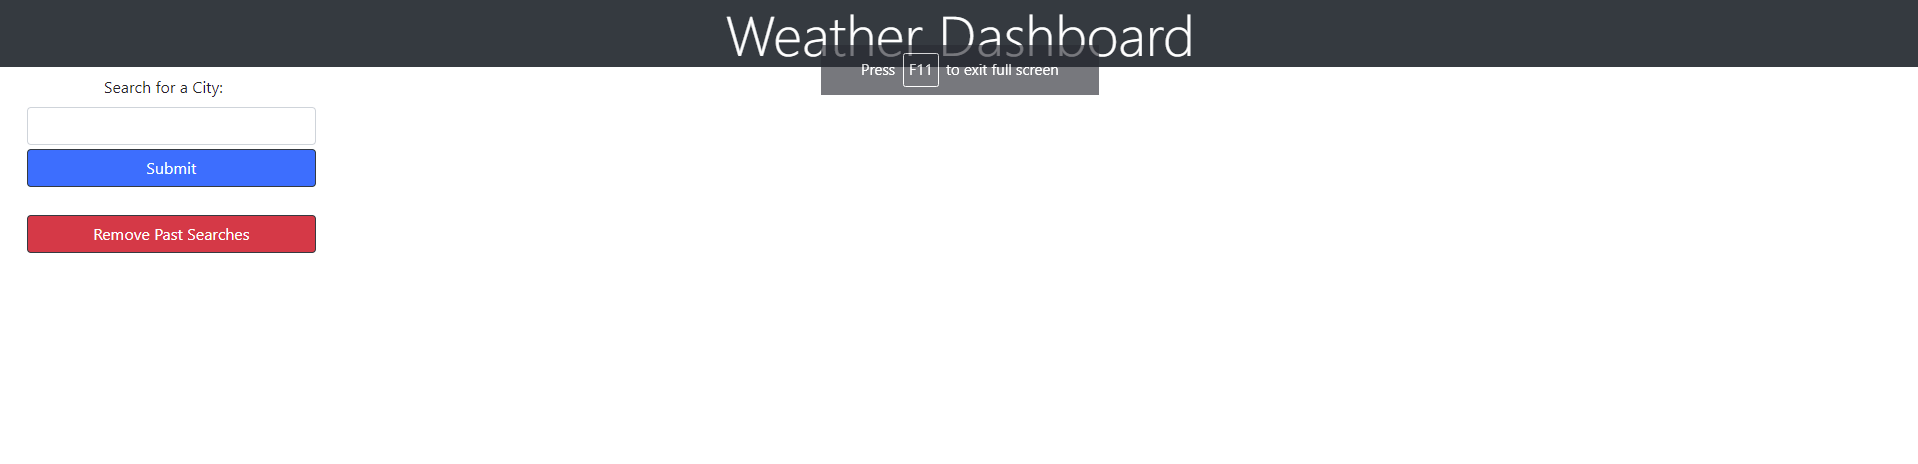 Weather Dashboard
Press F11 to exit full screen
Search for a City:
Submit
Remove Past Searches